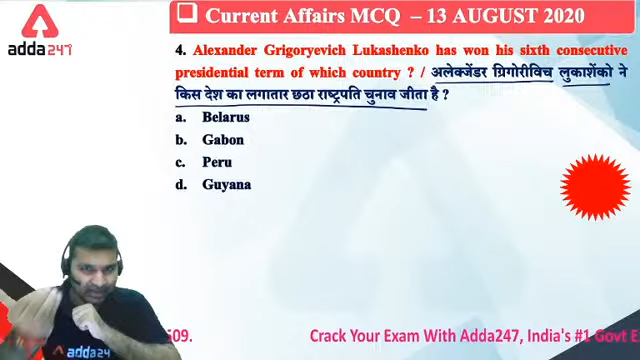 Current Affairs MCQ – 13 AUGUST 2020
adda247
4. Alexander Grigoryevich Lukashenko has won his sixth consecutive
presidential term of which country ? / अलेक्जेंडर ग्रिगोरीविच लुकाशेंको ने
किस देश का लगातार छठा राष्ट्रपति चुनाव जीता है ?
a. Belarus
b. Gabon
c. Peru
d. Guyana
adda24
509.
Crack Your Exam With Adda247, India's #1 Govt E